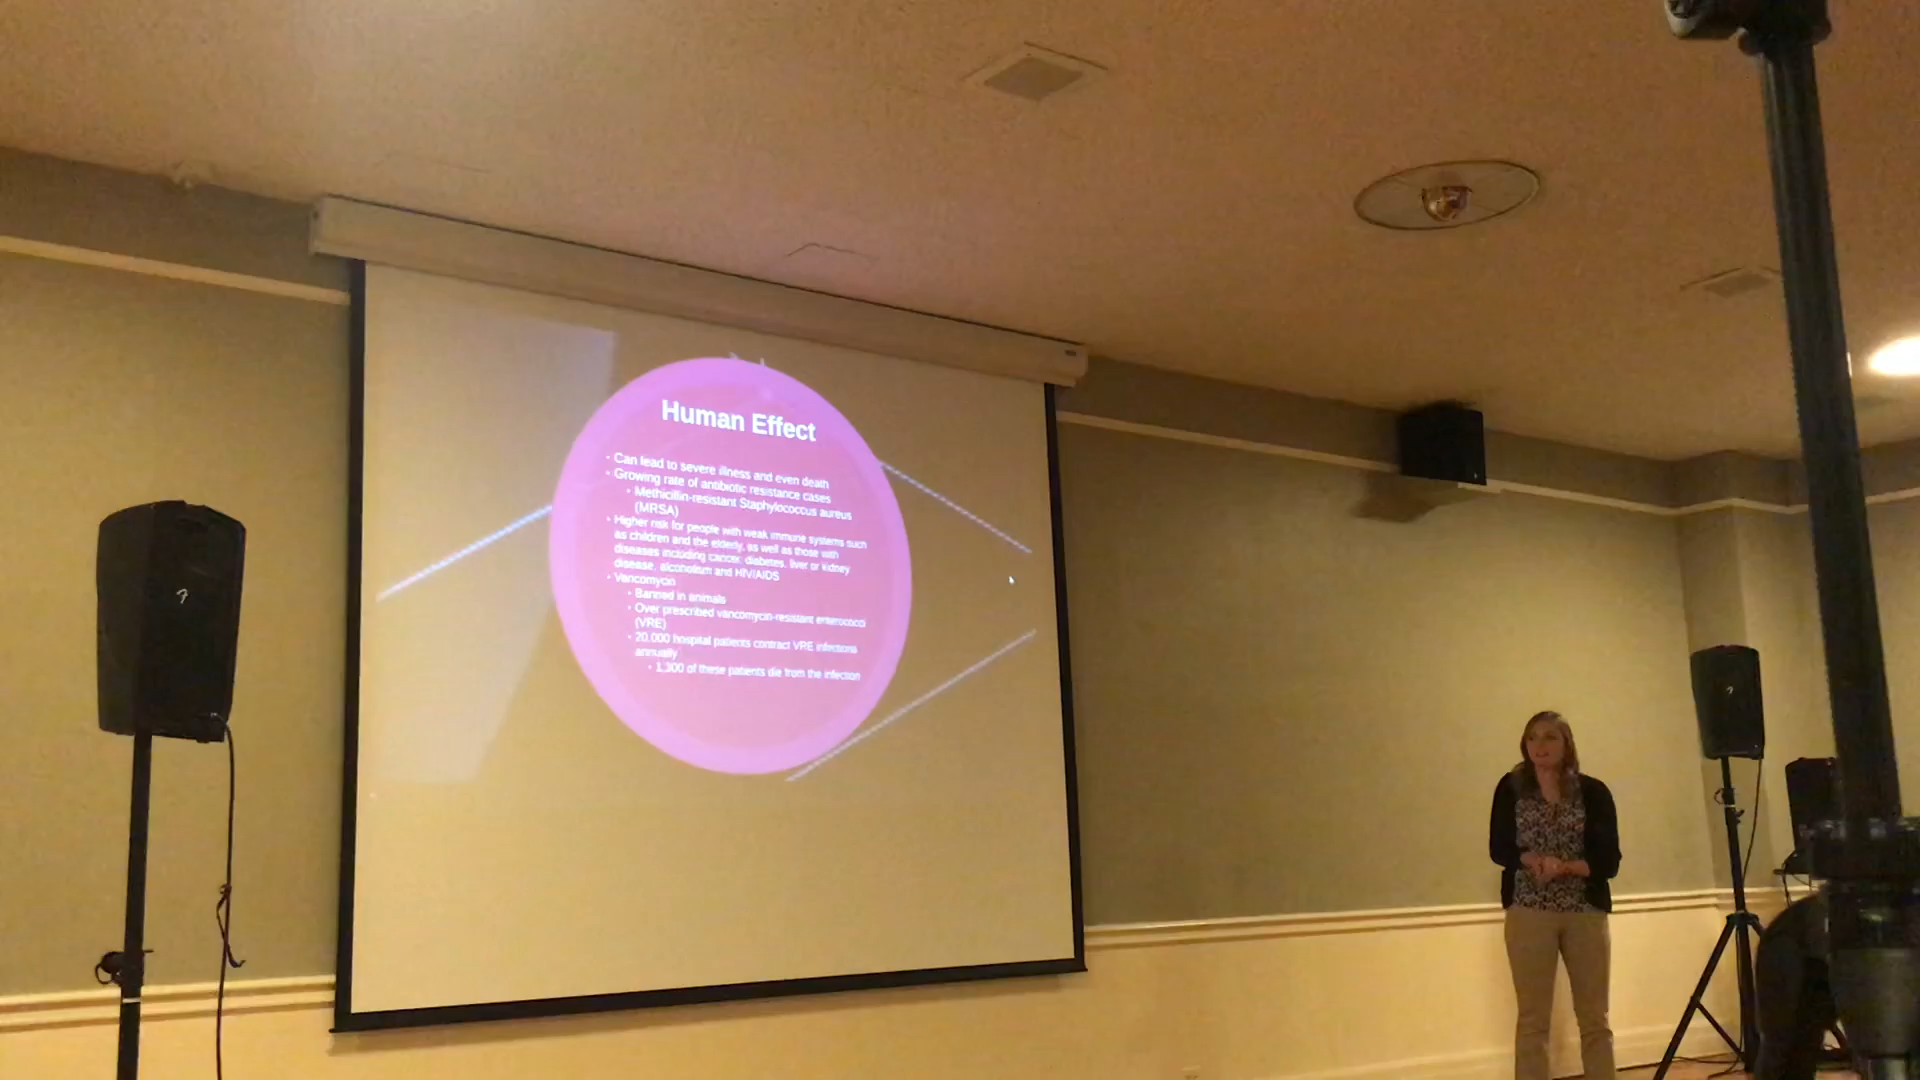 Human Effect
· Can lead to severe illness and even death
· Growing rate of antibiotic resistance cases
· Methicillin-resistant Staphylococcus aureus
(MRSA)
· Higher risk for people with weak immune systems such
as children and the elderly, as well as those with
diseases including cancer, diabetes, liver or kidney
disease, alcoholism and HIV/AIDS
· Vancomycin
· Banned in animals
· Over prescribed vancomycin-resistant enterococci
(VRE)
· 20,000 hospital patients contract VRE infections
annually
· 1,300 of these patients die from the infection